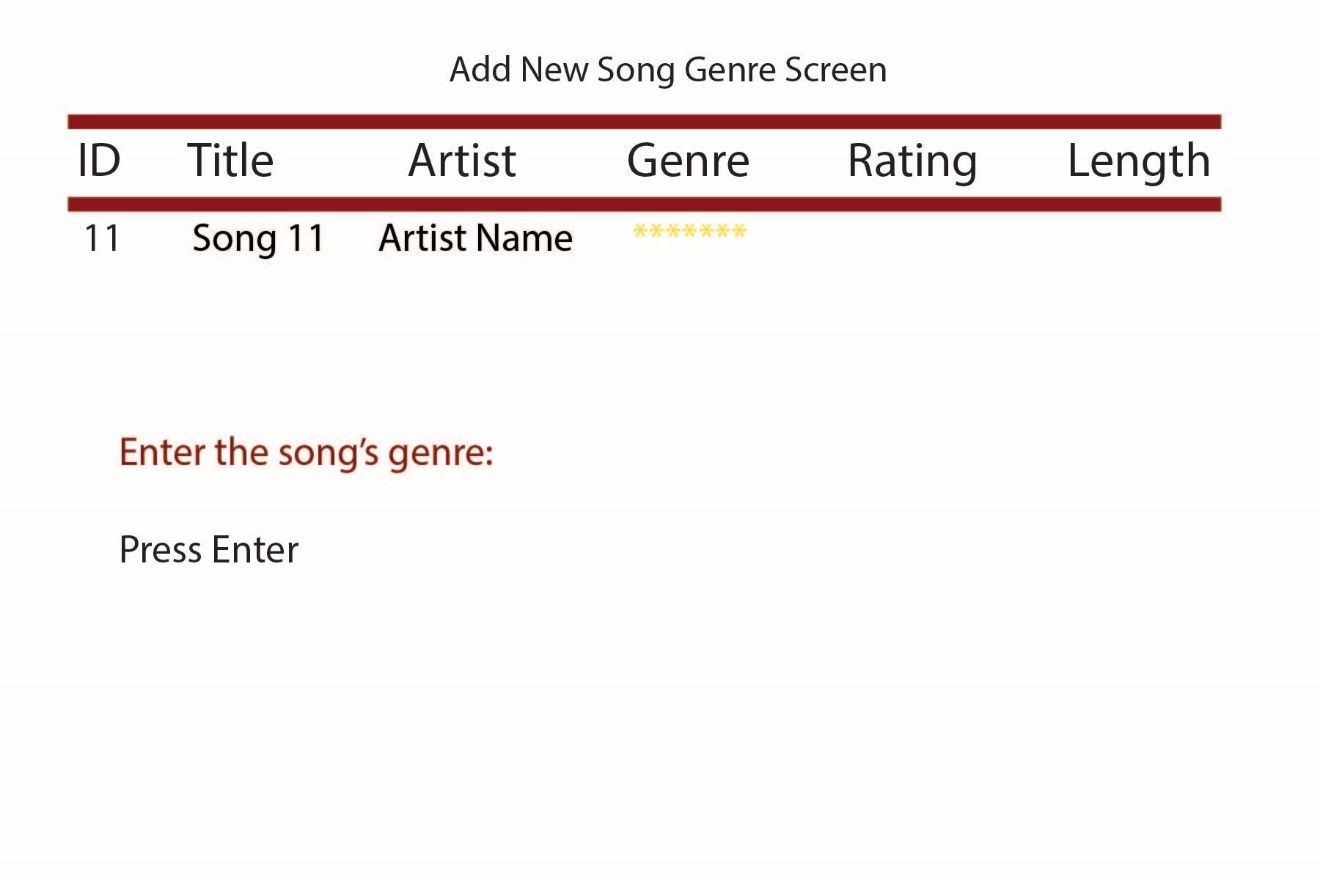 Add New Song Genre Screen
ID Title Artist Genre Rating Length
11 Song 11 Artist Name *******
Enter the song’s genre:
Press Enter